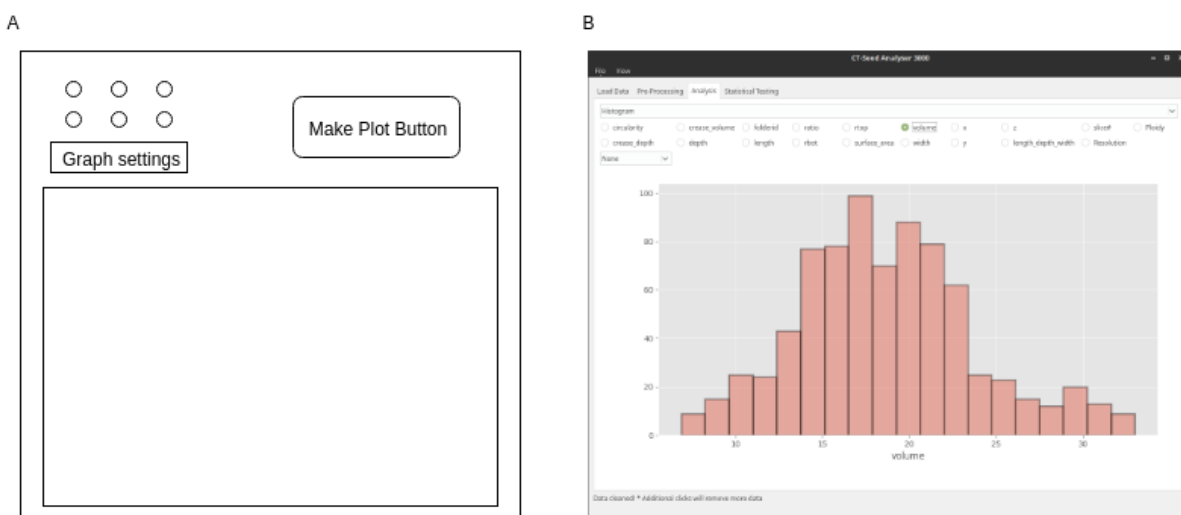 A
B
Make Plot Button
Graph settings
CT-Seed Analyser 3000
File View
Load Data Pre-Processing Analysis Statistical Testing
Histogram
circularity crease_volume folderid ratio rtop volume x z slice# Ploidy
crease_depth depth length rbot surface_area width y length_depth_width Resolution
None
100
80
60
40
20
0
10 15 20 25 30
volume
Data cleaned! * Additional clicks will remove more data